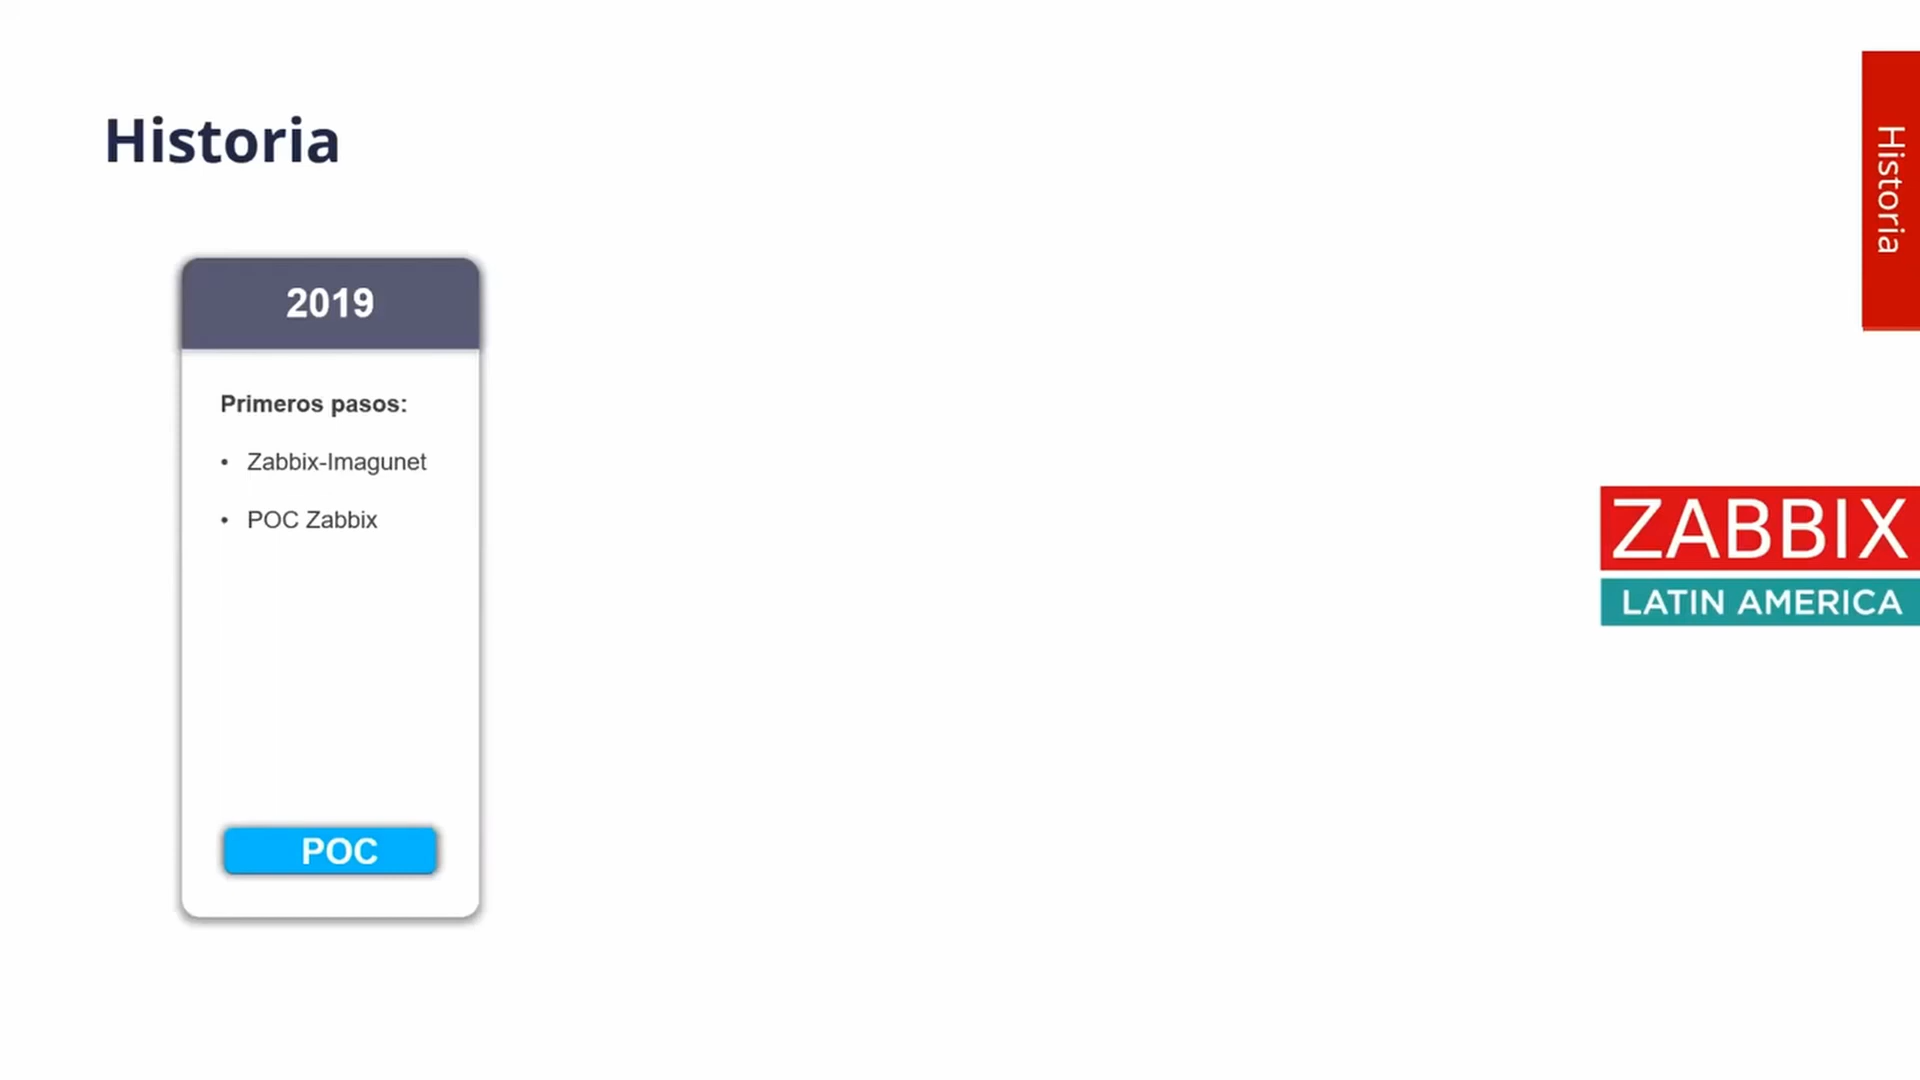 Historia
Historia
2019
Primeros pasos:
• Zabbix-Imagunet
• POC Zabbix
POC
ZABBIX
LATIN AMERICA